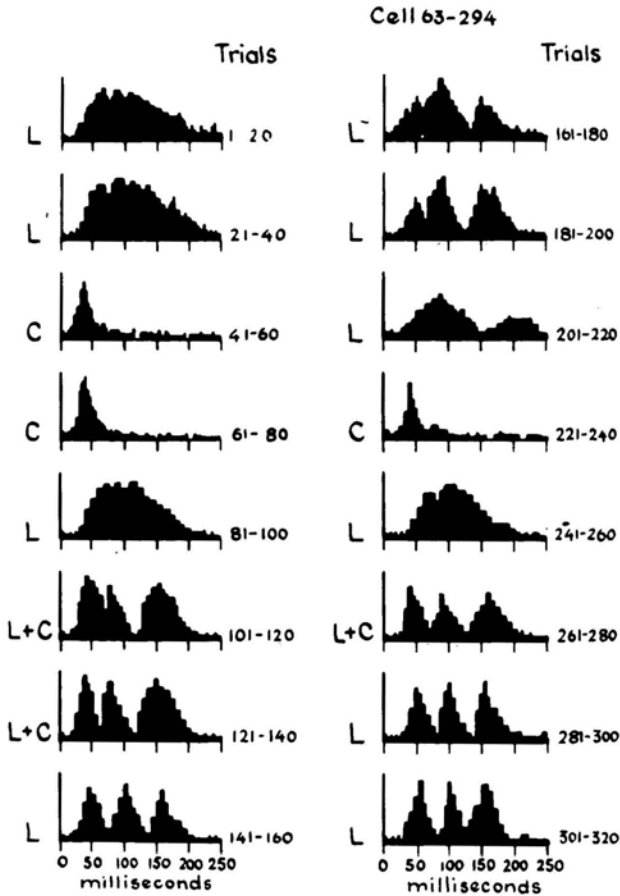 Cell 63-294
Trials
L 1-20
L 21-40
C 41-60
C 61-80
L 81-100
L+C 101-120
L+C 121-140
L 141-160
0 50 100 150 200 250
milliseconds
Trials
L 161-180
L 181-200
L 201-220
C 221-240
L 241-260
L+C 261-280
L 281-300
L 301-320
0 50 100 150 200 250
milliseconds